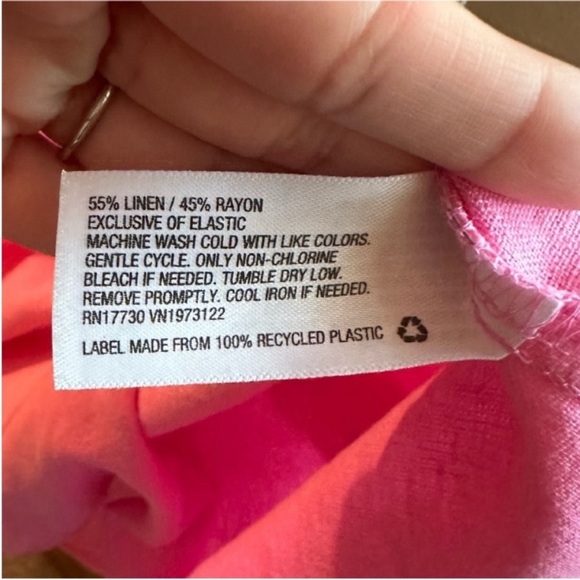 55% LINEN / 45% RAYON
EXCLUSIVE OF ELASTIC
MACHINE WASH COLD WITH LIKE COLORS.
GENTLE CYCLE. ONLY NON-CHLORINE
BLEACH IF NEEDED. TUMBLE DRY LOW.
REMOVE PROMPTLY. COOL IRON IF NEEDED.
RN17730 VN1973122
LABEL MADE FROM 100% RECYCLED PLASTIC